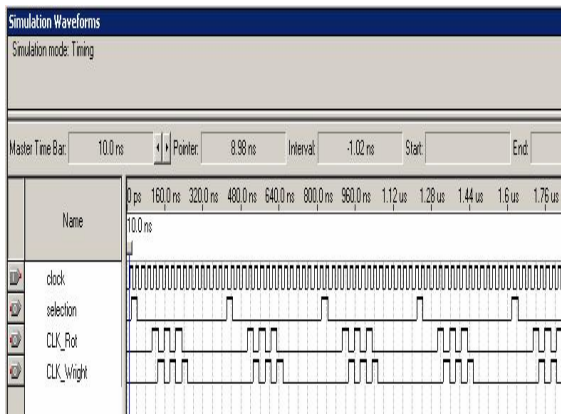 Simulation Waveforms
Simulation mode: Timing
Master Time Bar: 10.0 ns Pointer: 8.98 ns Interval: -1.02 ns Start: End:
Name
0 ps 160.0 ns 320.0 ns 480.0 ns 640.0 ns 800.0 ns 960.0 ns 1.12 us 1.28 us 1.44 us 1.6 us 1.76 us
10.0 ns
clock
selection
CLK_Rot
CLK_Wright